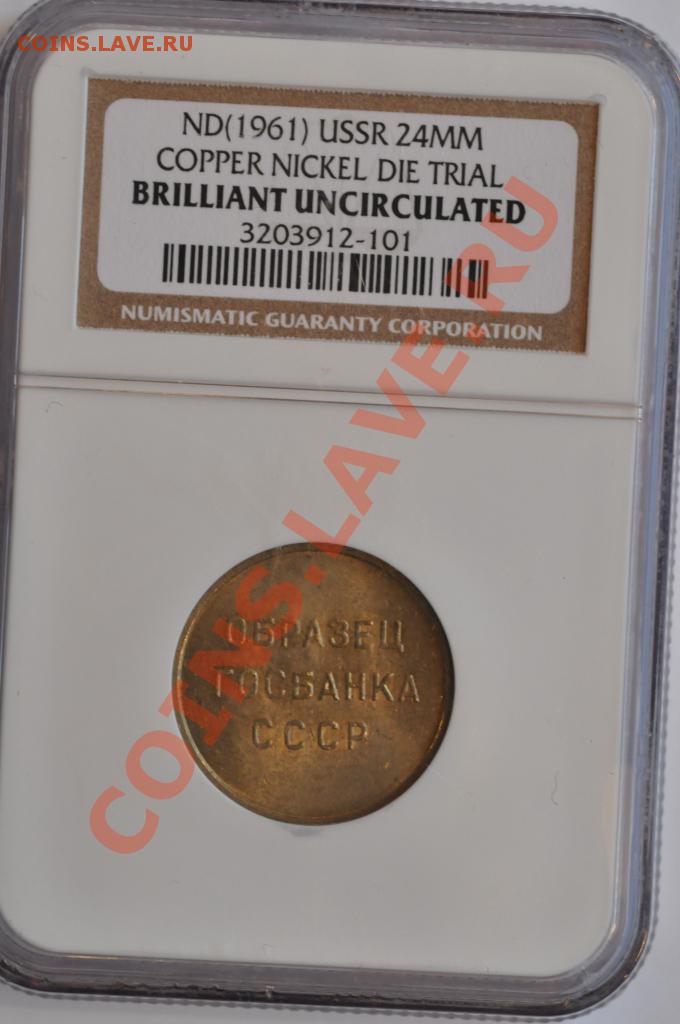 COINS.LAVE.RU
ND(1961) USSR 24MM
COPPER NICKEL DIE TRIAL
BRILLIANT UNCIRCULATED
3203912-101
NUMISMATIC GUARANTY CORPORATION
ОБРАЗЕЦ
ГОСБАНКА
СССР
COINS.LAVE.RU